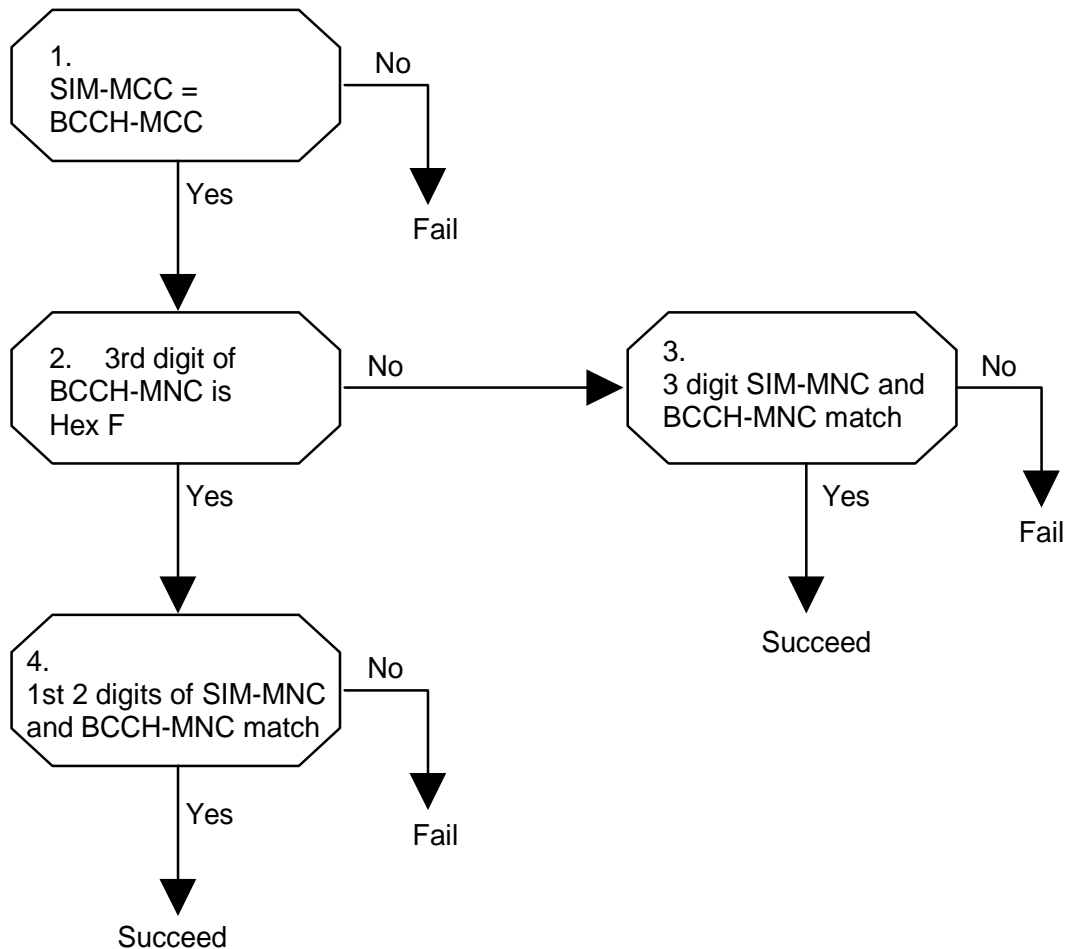 1.
SIM-MCC =
BCCH-MCC
No
Yes
Fail
2. 3rd digit of
BCCH-MNC is
Hex F
No
3.
3 digit SIM-MNC and
BCCH-MNC match
No
Yes
Yes
Fail
Succeed
4.
1st 2 digits of SIM-MNC
and BCCH-MNC match
No
Yes
Fail
Succeed